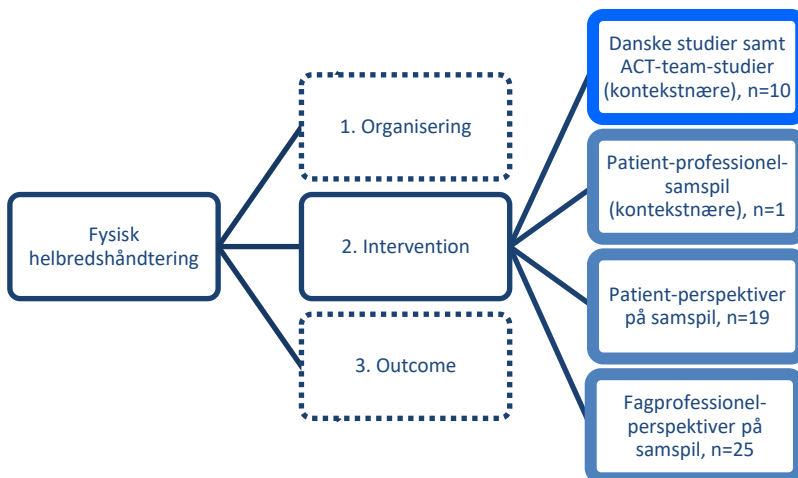 Fysisk
helbredshåndtering
1. Organisering
2. Intervention
3. Outcome
Danske studier samt
ACT-team-studier
(kontekstnære), n=10
Patient-professionel-
samspil
(kontekstnære), n=1
Patient-perspektiver
på samspil, n=19
Fagprofessionel-
perspektiver på
samspil, n=25